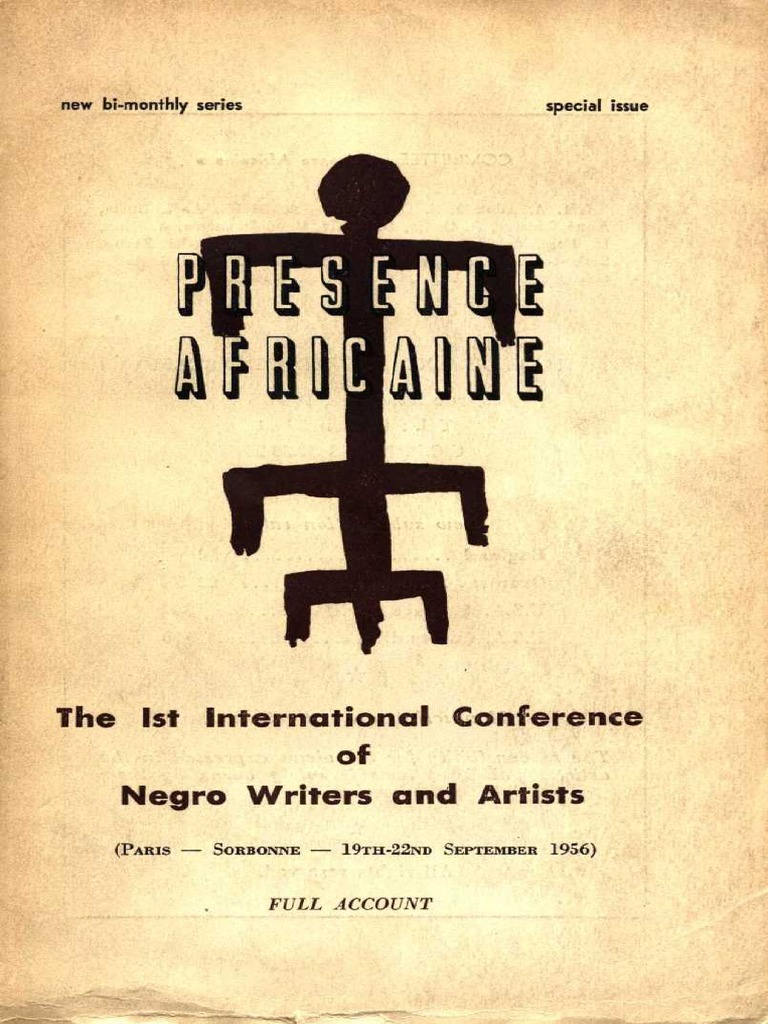 new bi-monthly series
special issue
PRESENCE
AFRICAINE
The Ist International Conference
of
Negro Writers and Artists
(PARIS — SORBONNE — 19TH-22ND SEPTEMBER 1956)
FULL ACCOUNT